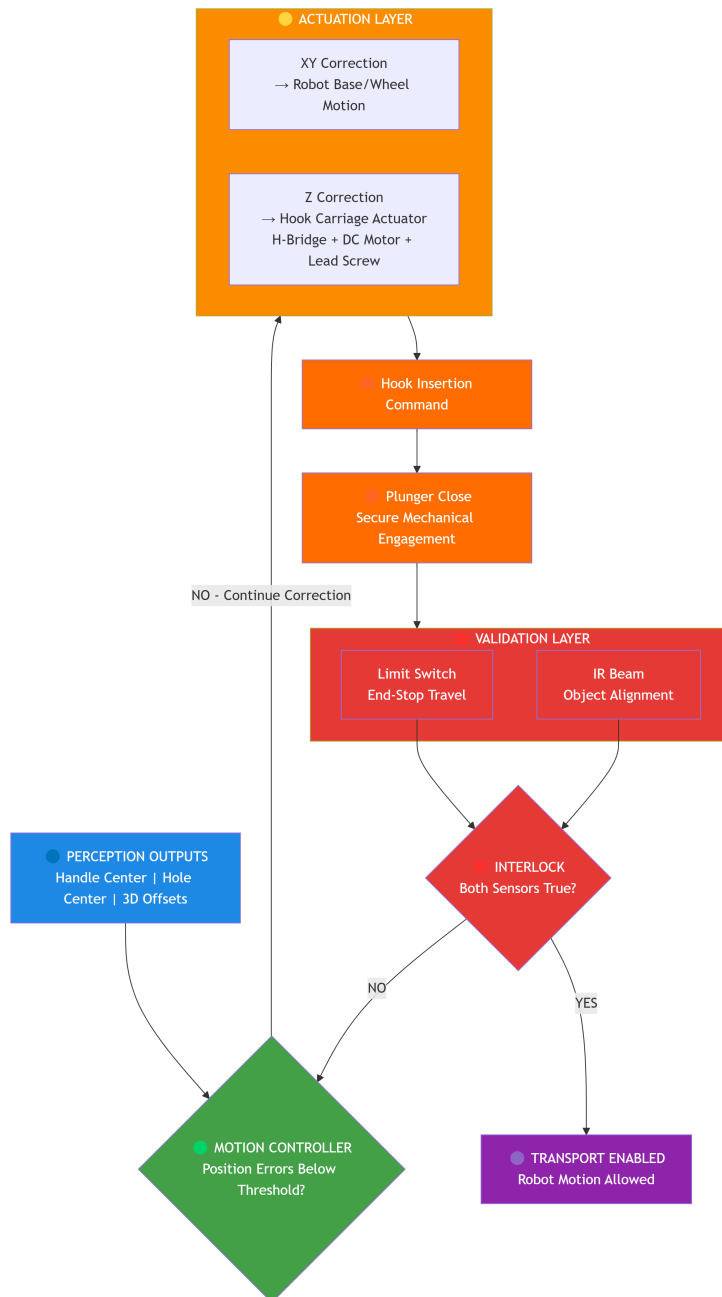 ACTUATION LAYER
XY Correction
→ Robot Base/Wheel
Motion
Z Correction
→ Hook Carriage Actuator
H-Bridge + DC Motor +
Lead Screw
Hook Insertion
Command
Plunger Close
Secure Mechanical
Engagement
NO - Continue Correction
VALIDATION LAYER
Limit Switch
End-Stop Travel
IR Beam
Object Alignment
PERCEPTION OUTPUTS
Handle Center | Hole
Center | 3D Offsets
INTERLOCK
Both Sensors True?
NO
YES
MOTION CONTROLLER
Position Errors Below
Threshold?
TRANSPORT ENABLED
Robot Motion Allowed